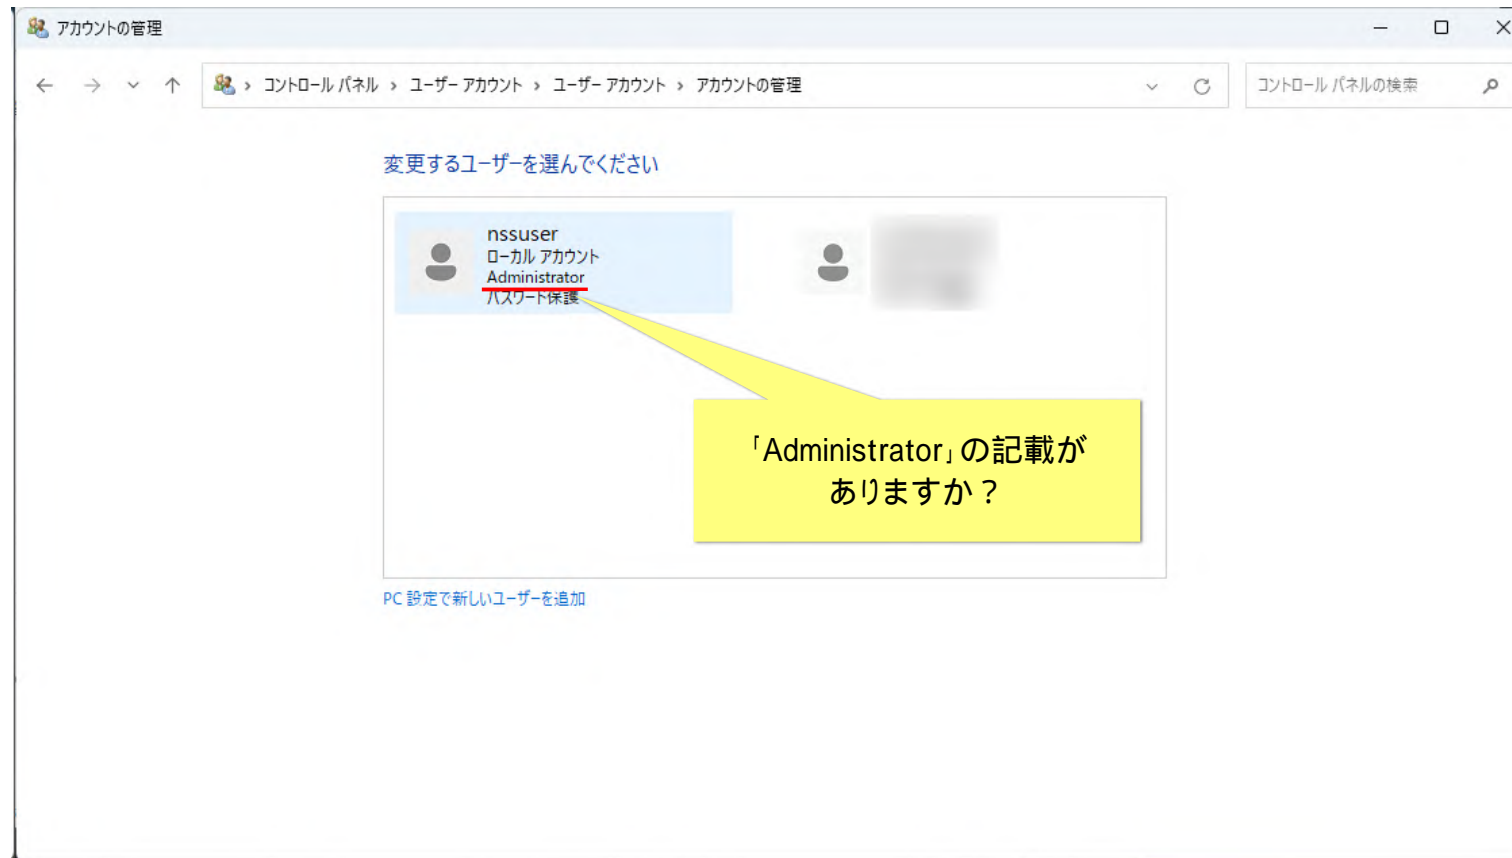 アカウントの管理
コントロール パネル › ユーザー アカウント › ユーザー アカウント › アカウントの管理
コントロール パネルの検索
変更するユーザーを選んでください
nssuser
ローカル アカウント
Administrator
パスワード保護
「Administrator」の記載が
ありますか？
PC 設定で新しいユーザーを追加